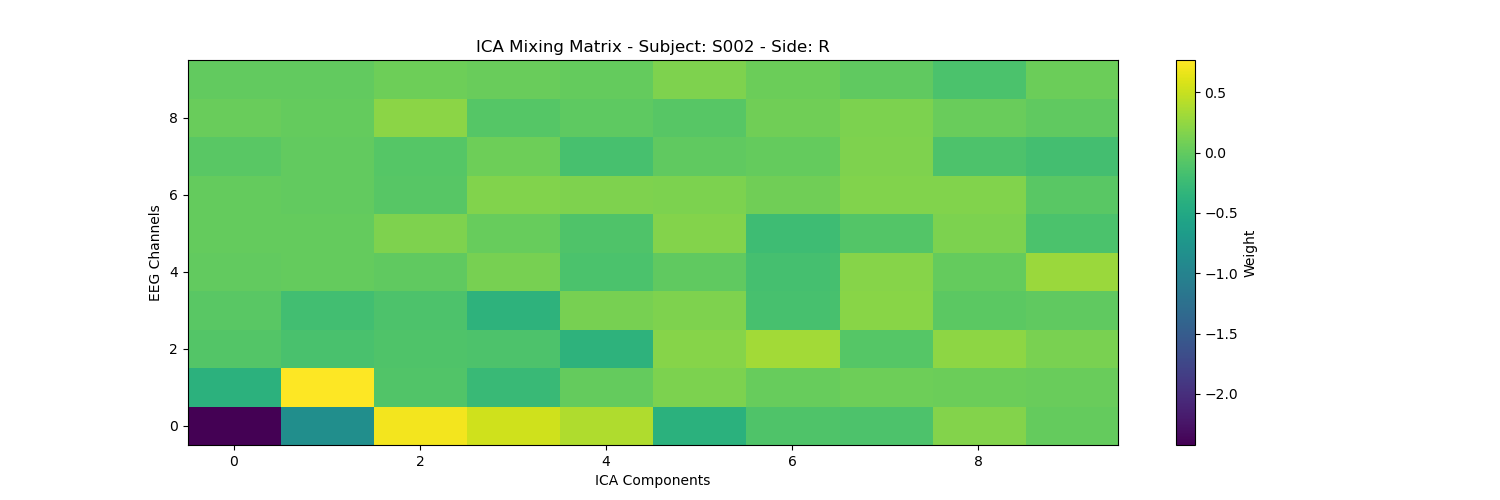 ICA Mixing Matrix - Subject: S002 - Side: R
8
6
4
2
0
EEG Channels
0 2 4 6 8
ICA Components
0.5
0.0
−0.5
−1.0
−1.5
−2.0
Weight